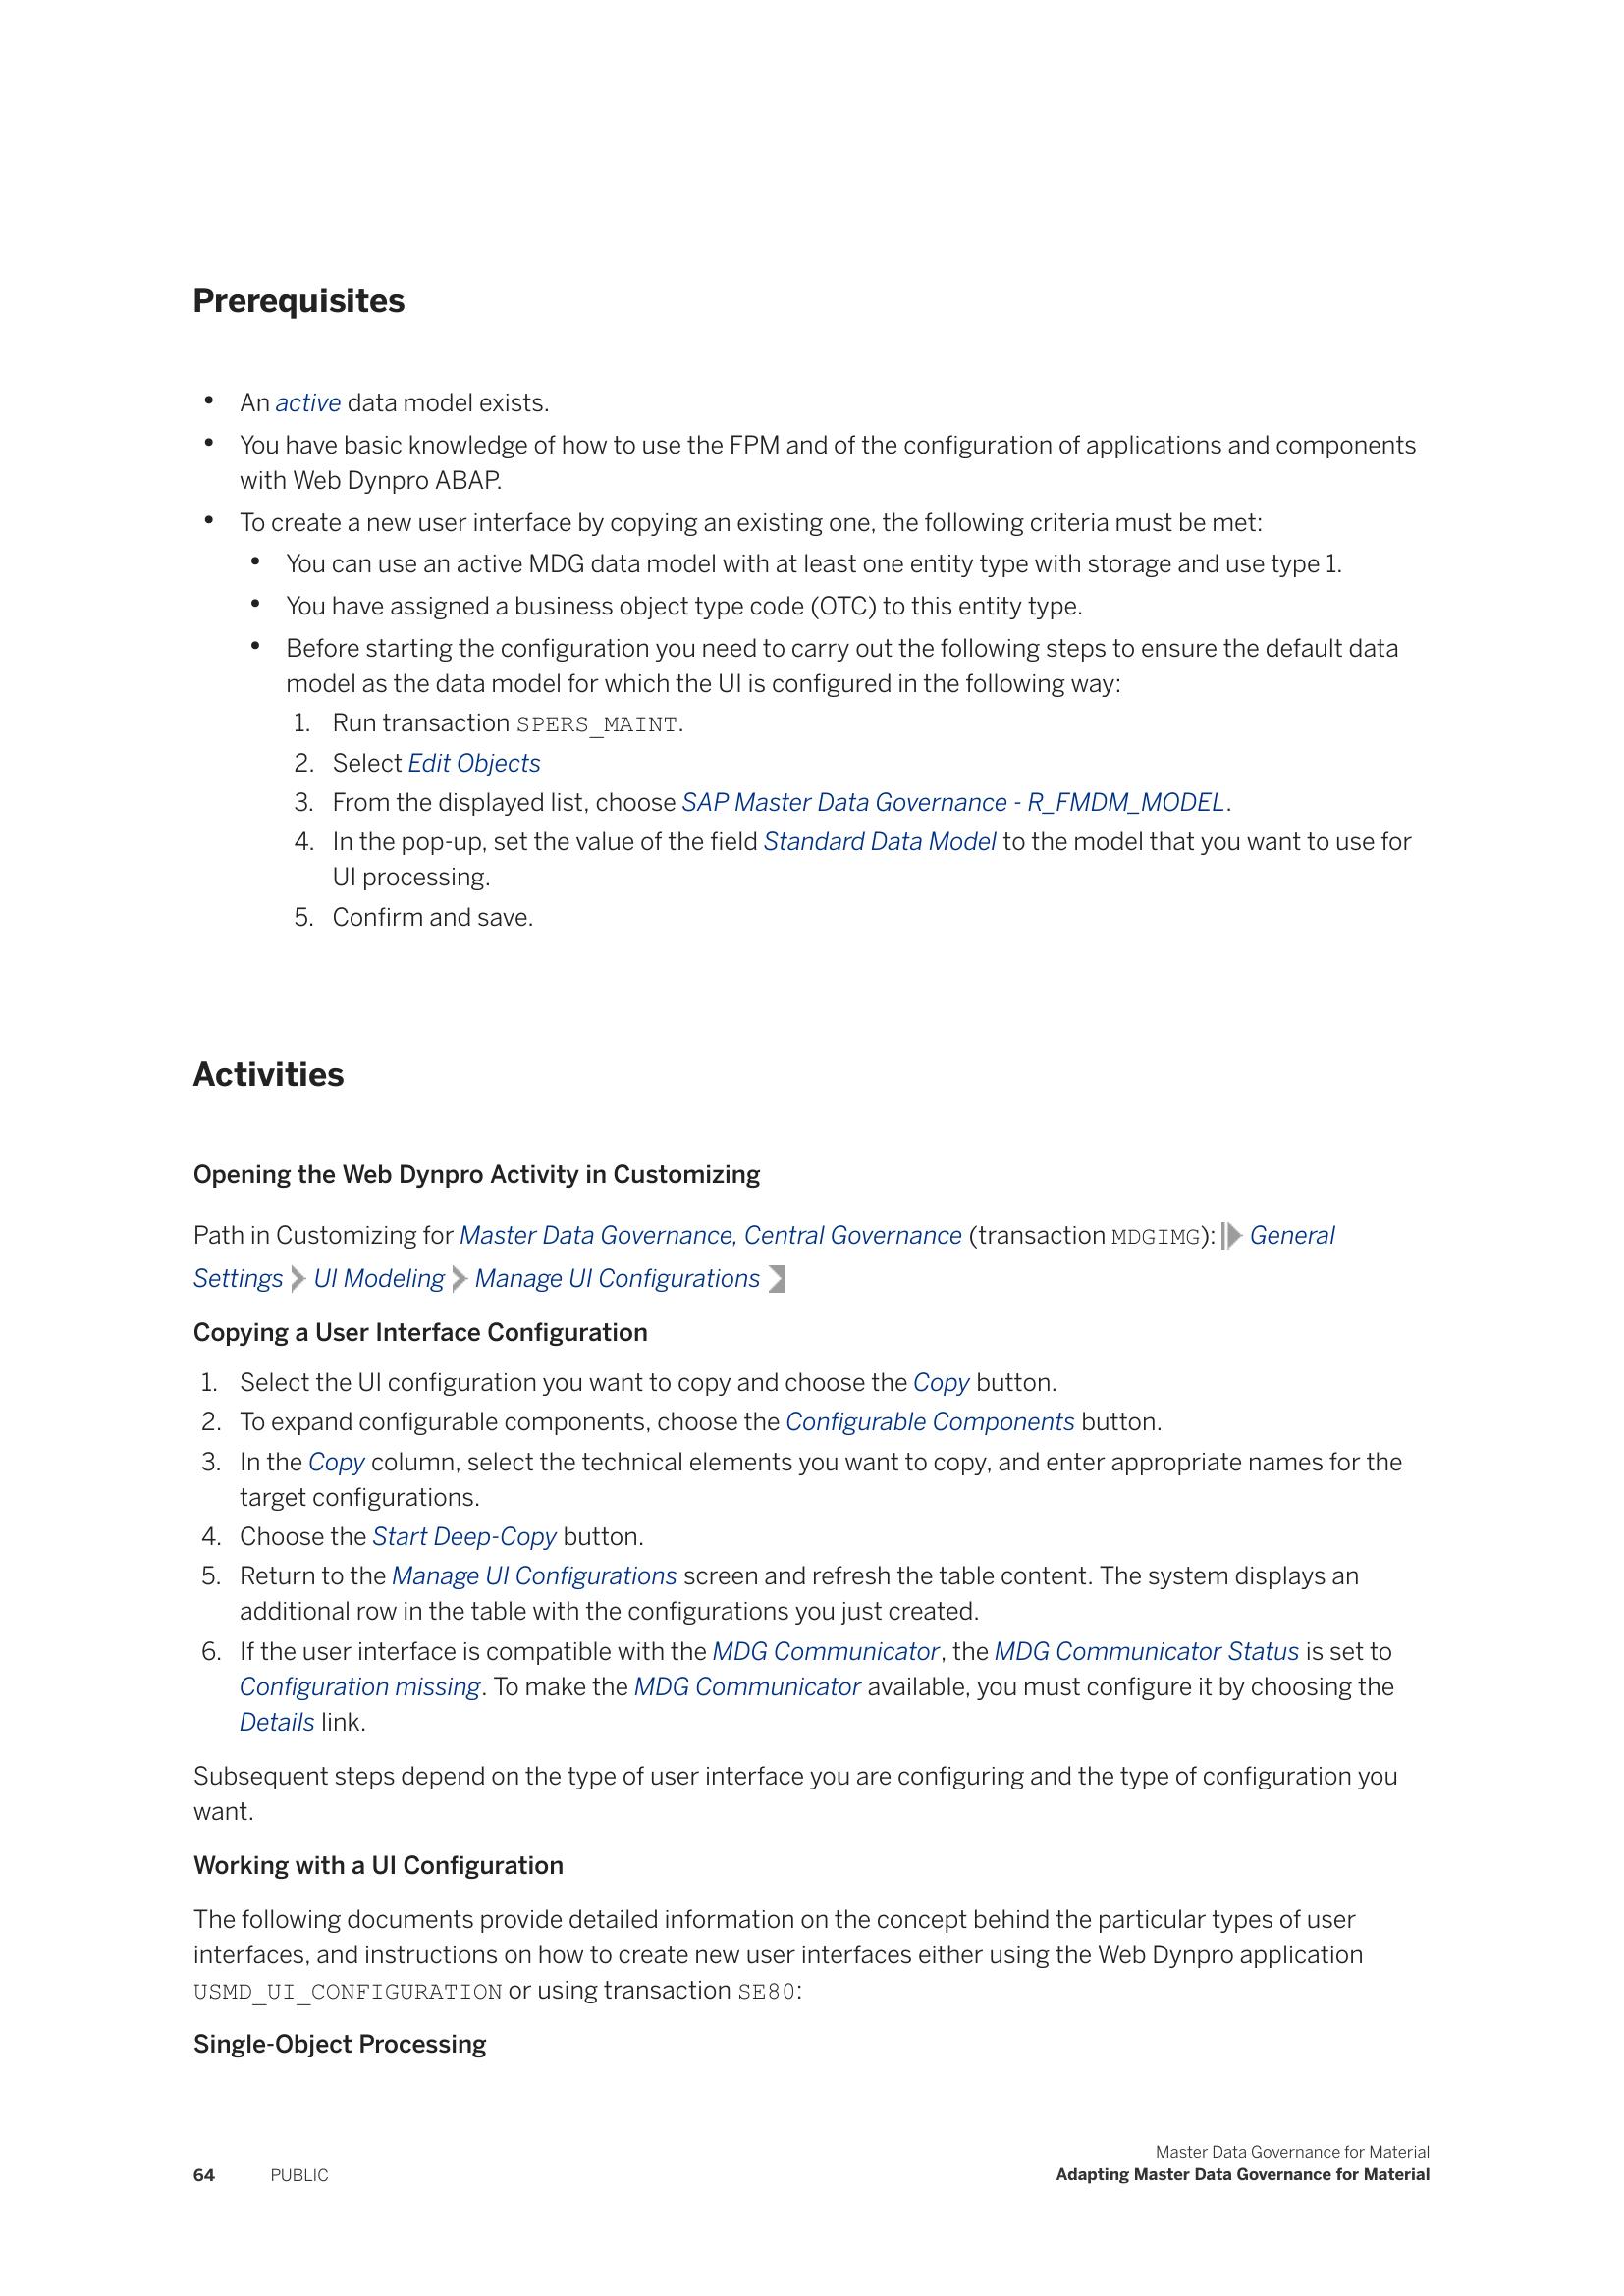 Prerequisites
• An active data model exists.
• You have basic knowledge of how to use the FPM and of the configuration of applications and components
with Web Dynpro ABAP.
• To create a new user interface by copying an existing one, the following criteria must be met:
• You can use an active MDG data model with at least one entity type with storage and use type 1.
• You have assigned a business object type code (OTC) to this entity type.
• Before starting the configuration you need to carry out the following steps to ensure the default data
model as the data model for which the UI is configured in the following way:
1. Run transaction SPERS_MAINT.
2. Select Edit Objects
3. From the displayed list, choose SAP Master Data Governance - R_FMDM_MODEL.
4. In the pop-up, set the value of the field Standard Data Model to the model that you want to use for
UI processing.
5. Confirm and save.
Activities
Opening the Web Dynpro Activity in Customizing
Path in Customizing for Master Data Governance, Central Governance (transaction MDGIMG): General
Settings UI Modeling Manage UI Configurations
Copying a User Interface Configuration
1. Select the UI configuration you want to copy and choose the Copy button.
2. To expand configurable components, choose the Configurable Components button.
3. In the Copy column, select the technical elements you want to copy, and enter appropriate names for the
target configurations.
4. Choose the Start Deep-Copy button.
5. Return to the Manage UI Configurations screen and refresh the table content. The system displays an
additional row in the table with the configurations you just created.
6. If the user interface is compatible with the MDG Communicator, the MDG Communicator Status is set to
Configuration missing. To make the MDG Communicator available, you must configure it by choosing the
Details link.
Subsequent steps depend on the type of user interface you are configuring and the type of configuration you
want.
Working with a UI Configuration
The following documents provide detailed information on the concept behind the particular types of user
interfaces, and instructions on how to create new user interfaces either using the Web Dynpro application
USMD_UI_CONFIGURATION or using transaction SE80:
Single-Object Processing
Master Data Governance for Material
64 PUBLIC Adapting Master Data Governance for Material